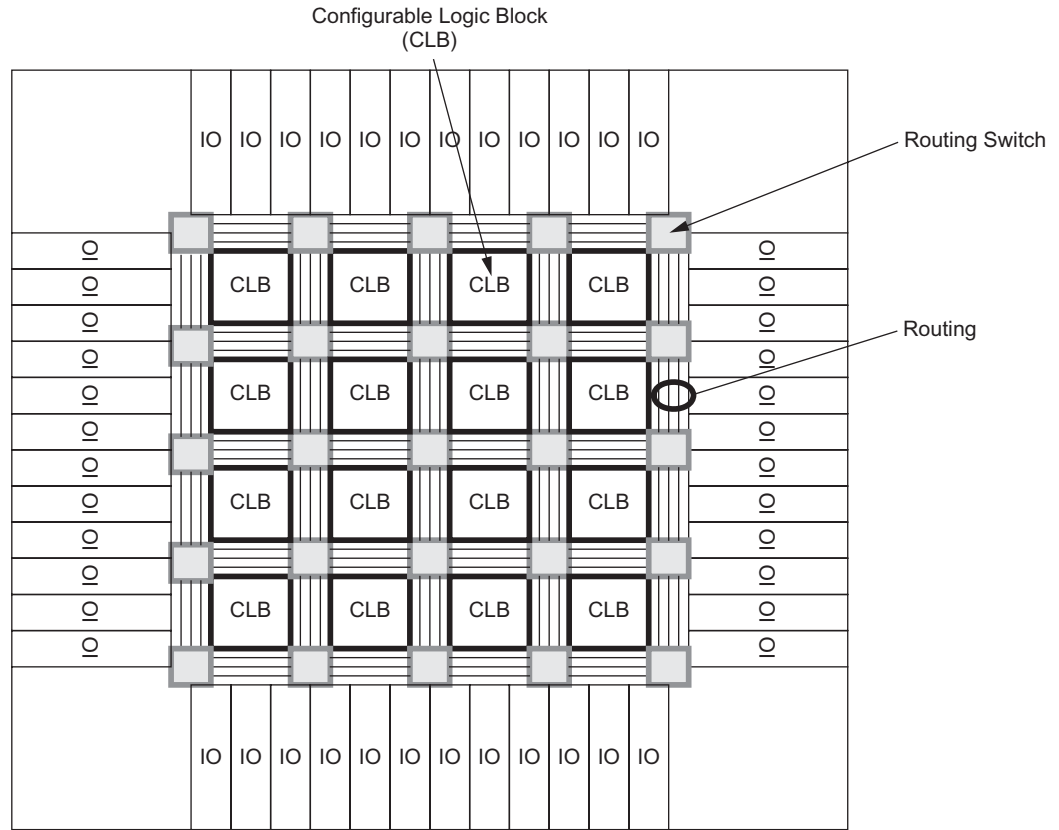 Configurable Logic Block
(CLB)
IO IO IO IO IO IO IO IO IO IO IO IO Routing Switch
IO IO
IO CLB CLB CLB CLB IO
IO IO Routing
IO IO
IO CLB CLB CLB CLB IO
IO IO
IO IO
IO CLB CLB CLB CLB IO
IO IO
IO IO
IO CLB CLB CLB CLB IO
IO IO
IO IO IO IO IO IO IO IO IO IO IO IO